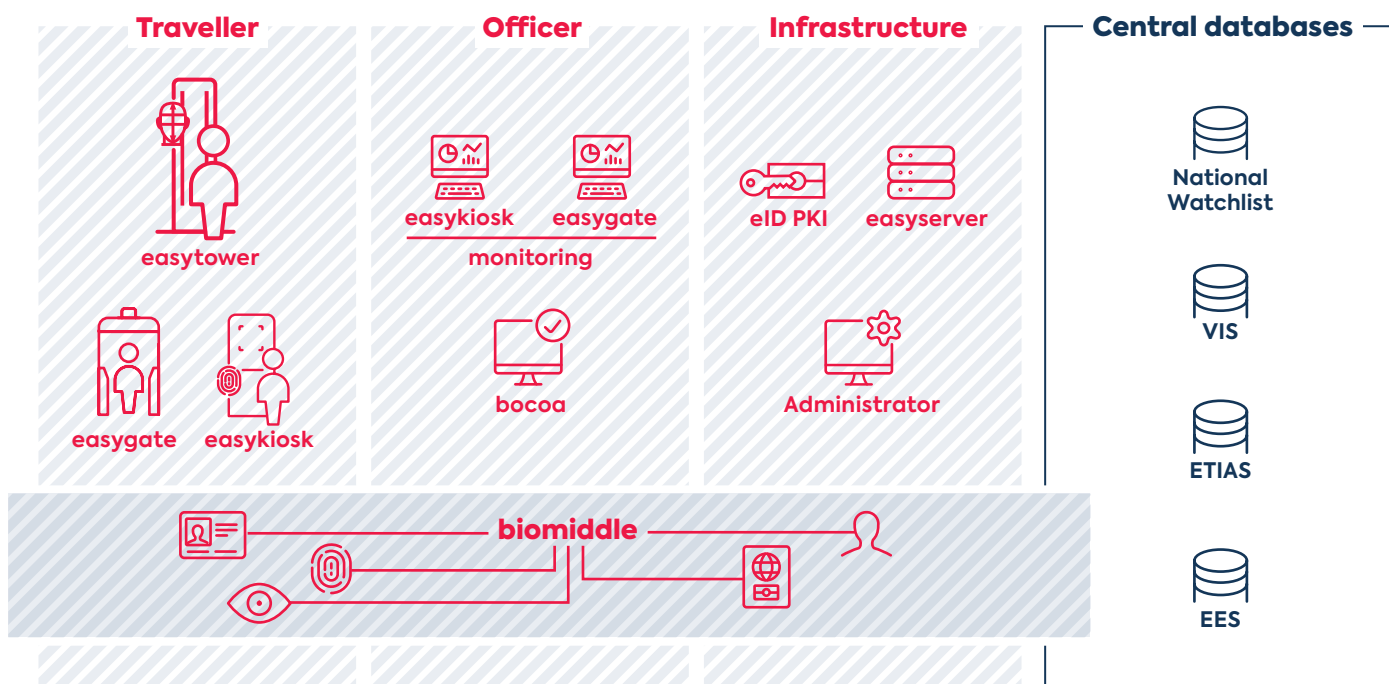 Traveller
easytower
easygate
easykiosk
Officer
easykiosk
easygate
monitoring
bocoa
Infrastructure
eID PKI
easyserver
Administrator
Central databases
National
Watchlist
VIS
ETIAS
EES
biomiddle